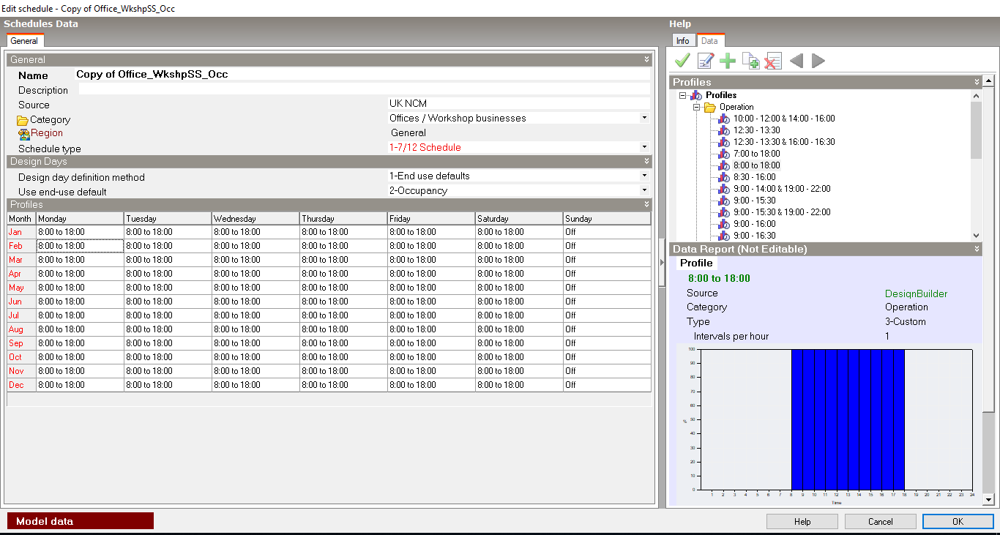 Edit schedule - Copy of Office_WkshpSS_Occ
Schedules Data
General
General
Name Copy of Office_WkshpSS_Occ
Description
Source UK NCM
Category Offices / Workshop businesses
Region General
Schedule type 1-7/12 Schedule
Design Days
Design day definition method 1-End use defaults
Use end-use default 2-Occupancy
Profiles
Month Monday Tuesday Wednesday Thursday Friday Saturday Sunday
Jan 8:00 to 18:00 8:00 to 18:00 8:00 to 18:00 8:00 to 18:00 8:00 to 18:00 8:00 to 18:00 Off
Feb 8:00 to 18:00 8:00 to 18:00 8:00 to 18:00 8:00 to 18:00 8:00 to 18:00 8:00 to 18:00 Off
Mar 8:00 to 18:00 8:00 to 18:00 8:00 to 18:00 8:00 to 18:00 8:00 to 18:00 8:00 to 18:00 Off
Apr 8:00 to 18:00 8:00 to 18:00 8:00 to 18:00 8:00 to 18:00 8:00 to 18:00 8:00 to 18:00 Off
May 8:00 to 18:00 8:00 to 18:00 8:00 to 18:00 8:00 to 18:00 8:00 to 18:00 8:00 to 18:00 Off
Jun 8:00 to 18:00 8:00 to 18:00 8:00 to 18:00 8:00 to 18:00 8:00 to 18:00 8:00 to 18:00 Off
Jul 8:00 to 18:00 8:00 to 18:00 8:00 to 18:00 8:00 to 18:00 8:00 to 18:00 8:00 to 18:00 Off
Aug 8:00 to 18:00 8:00 to 18:00 8:00 to 18:00 8:00 to 18:00 8:00 to 18:00 8:00 to 18:00 Off
Sep 8:00 to 18:00 8:00 to 18:00 8:00 to 18:00 8:00 to 18:00 8:00 to 18:00 8:00 to 18:00 Off
Oct 8:00 to 18:00 8:00 to 18:00 8:00 to 18:00 8:00 to 18:00 8:00 to 18:00 8:00 to 18:00 Off
Nov 8:00 to 18:00 8:00 to 18:00 8:00 to 18:00 8:00 to 18:00 8:00 to 18:00 8:00 to 18:00 Off
Dec 8:00 to 18:00 8:00 to 18:00 8:00 to 18:00 8:00 to 18:00 8:00 to 18:00 8:00 to 18:00 Off
Model data
Help
Info Data
Profiles
Profiles
Operation
10:00 - 12:00 & 14:00 - 16:00
12:30 - 13:30
12:30 - 13:30 & 16:00 - 16:30
7:00 to 18:00
8:00 to 18:00
8:30 - 16:00
9:00 - 14:00 & 19:00 - 22:00
9:00 - 15:30
9:00 - 15:30 & 19:00 - 22:00
9:00 - 16:00
9:00 - 16:30
Data Report (Not Editable)
Profile
8:00 to 18:00
Source DesignBuilder
Category Operation
Type 3-Custom
Intervals per hour 1
100
90
80
70
60
50
40
30
20
10
0
%
1 2 3 4 5 6 7 8 9 10 11 12 13 14 15 16 17 18 19 20 21 22 23 24
Time
Help Cancel OK